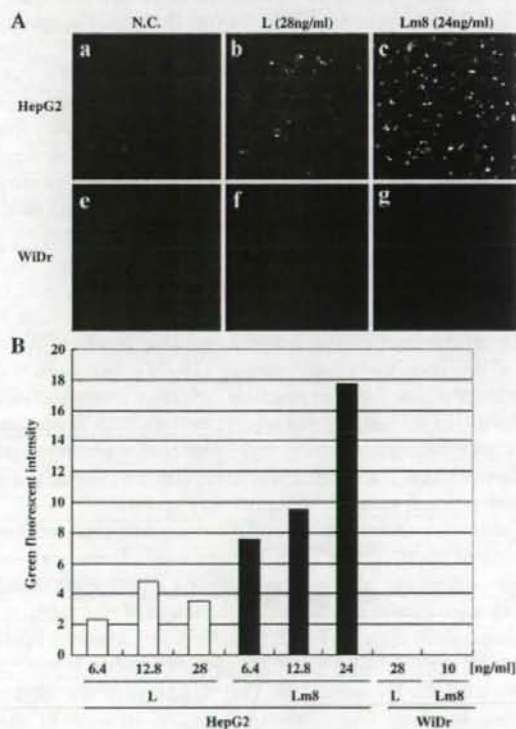 A
N.C. L (28ng/ml) Lm8 (24ng/ml)
a b c
HepG2
e f g
WiDr
B
20
18
16
14
12
10
8
6
4
2
0
Green fluorescent intensity
6.4 12.8 28 6.4 12.8 24 28 10 [ng/ml]
L Lm8 L Lm8
HepG2 WiDr